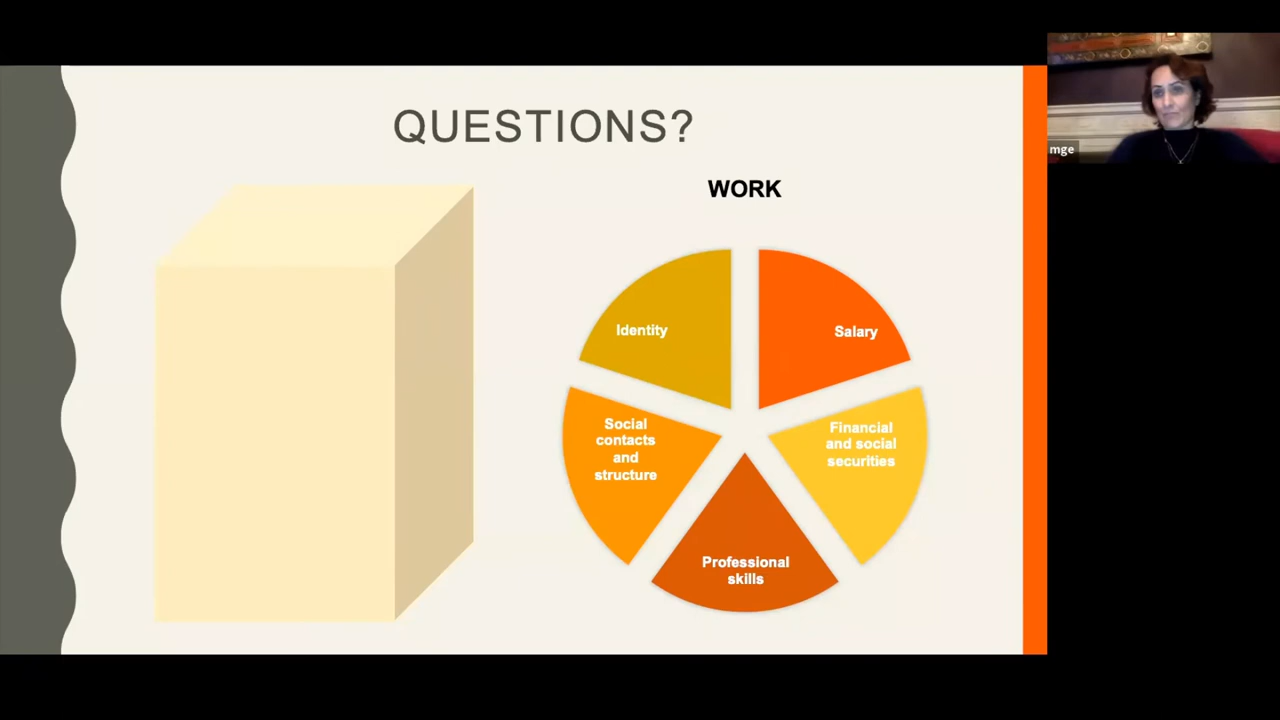 QUESTIONS?
WORK
Identity
Salary
Social
contacts
and
structure
Financial
and social
securities
Professional
skills
mge